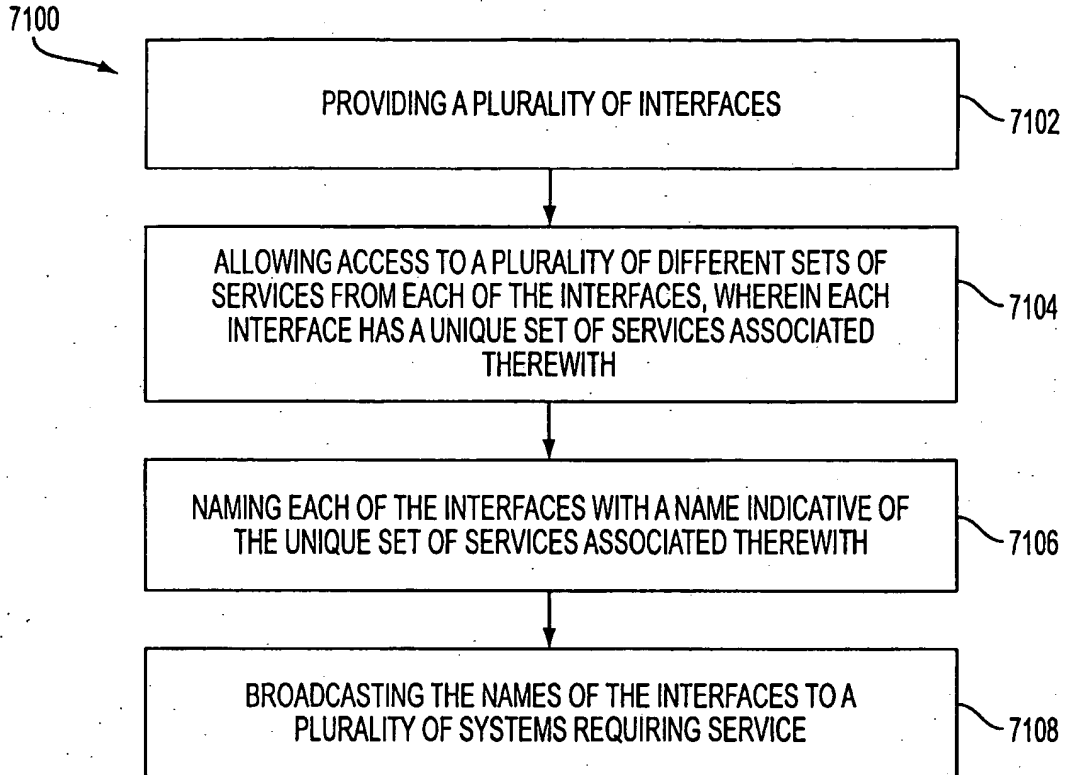 7100
PROVIDING A PLURALITY OF INTERFACES
7102
ALLOWING ACCESS TO A PLURALITY OF DIFFERENT SETS OF
SERVICES FROM EACH OF THE INTERFACES, WHEREIN EACH
INTERFACE HAS A UNIQUE SET OF SERVICES ASSOCIATED
THEREWITH
7104
NAMING EACH OF THE INTERFACES WITH A NAME INDICATIVE OF
THE UNIQUE SET OF SERVICES ASSOCIATED THEREWITH
7106
BROADCASTING THE NAMES OF THE INTERFACES TO A
PLURALITY OF SYSTEMS REQUIRING SERVICE
7108